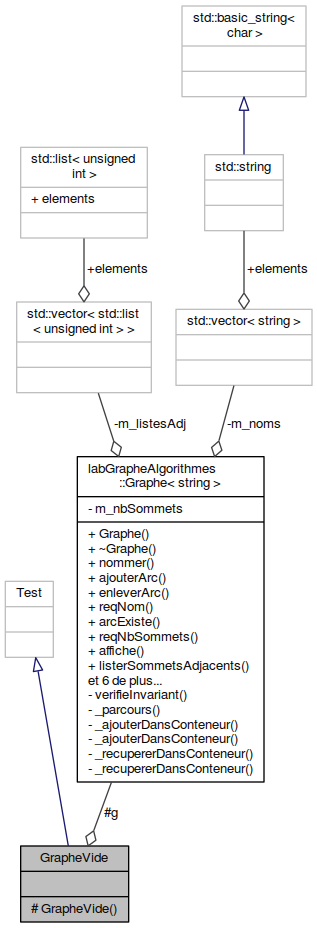 std::basic_string<
char >
std::list< unsigned
int >
+ elements
std::string
+elements
+elements
std::vector< std::list
< unsigned int > >
std::vector< string >
-m_listesAdj
-m_noms
labGrapheAlgorithmes
::Graphe< string >
- m_nbSommets
+ Graphe()
+ ~Graphe()
+ nommer()
+ ajouterArc()
+ enleverArc()
+ reqNom()
+ arcExiste()
+ reqNbSommets()
+ affiche()
+ listerSommetsAdjacents()
et 6 de plus...
- verifieInvariant()
- _parcours()
- _ajouterDansConteneur()
- _ajouterDansConteneur()
- _recupererDansConteneur()
- _recupererDansConteneur()
Test
#g
GrapheVide
# GrapheVide()